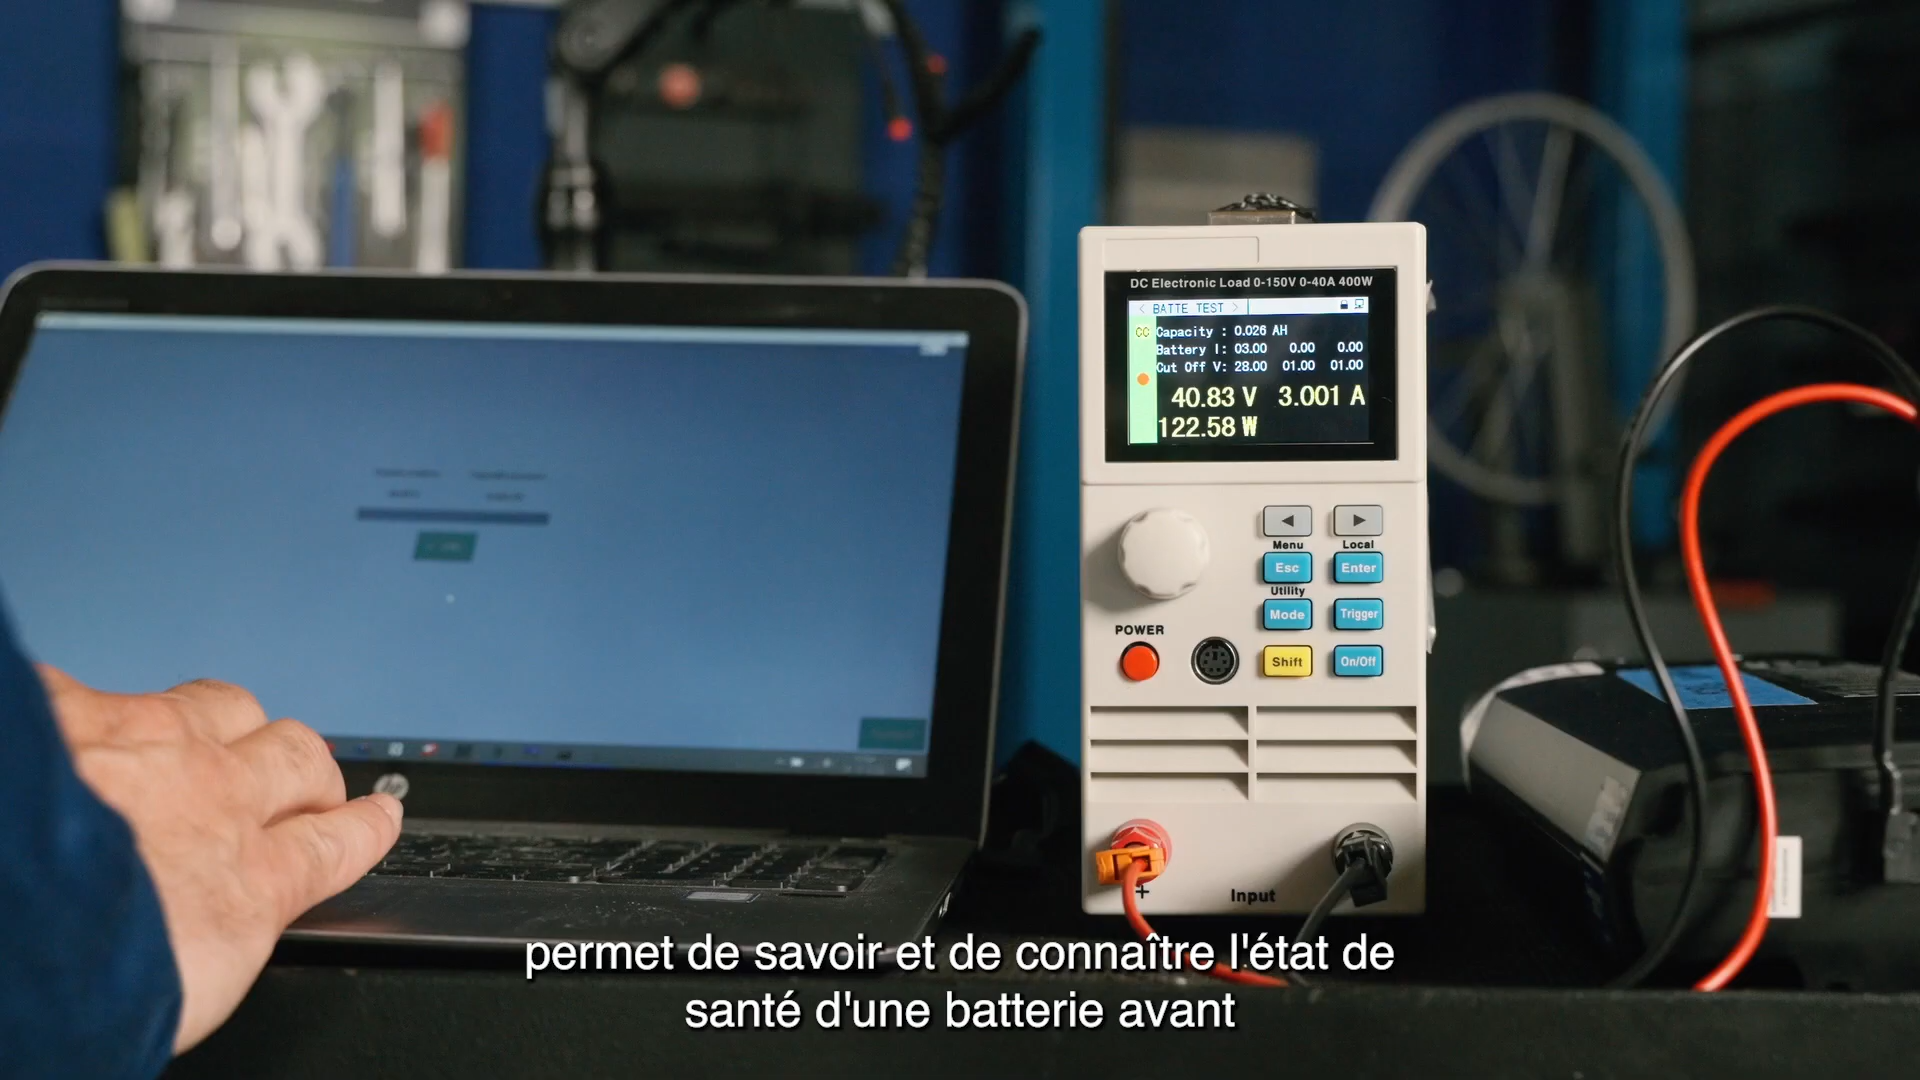 DC Electronic Load 0-150V 0-40A 400W
< BATTE TEST >
CC Capacity : 0.026 AH
Battery I: 03.00 0.00 0.00
Cut Off V: 28.00 01.00 01.00
40.83 V 3.001 A
122.58 W
Menu Local
Esc Enter
Utility
Mode Trigger
POWER
Shift On/Off
hp
+
Input
permet de savoir et de connaître l'état de
santé d'une batterie avant